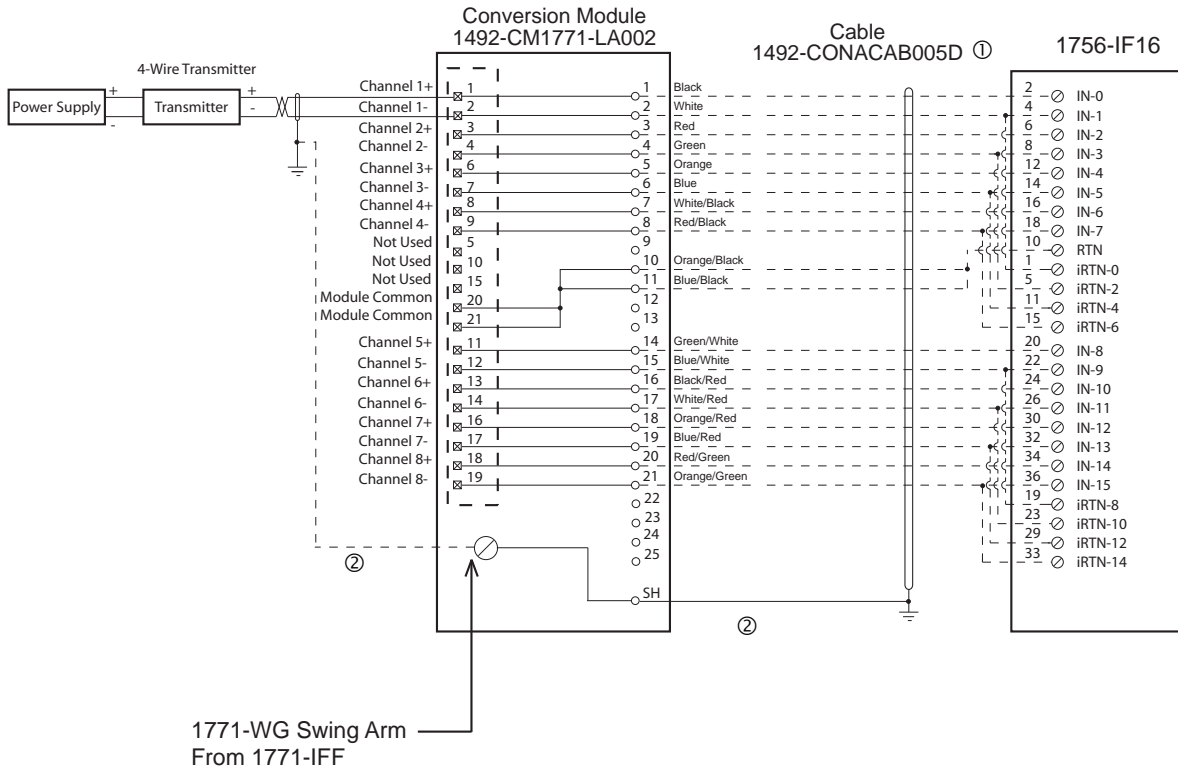 Conversion Module
1492-CM1771-LA002
Cable
1492-CONACAB005D ①
1756-IF16
4-Wire Transmitter
Power Supply
+
-
Transmitter
+
-
Channel 1+ 1 1 Black 2 IN-0
Channel 1- 2 2 White 4 IN-1
Channel 2+ 3 3 Red 6 IN-2
Channel 2- 4 4 Green 8 IN-3
Channel 3+ 6 5 Orange 12 IN-4
Channel 3- 7 6 Blue 14 IN-5
Channel 4+ 8 7 White/Black 16 IN-6
Channel 4- 9 8 Red/Black 18 IN-7
Not Used 5 9 10 RTN
Not Used 10 10 Orange/Black 1 iRTN-0
Not Used 15 11 Blue/Black 5 iRTN-2
Module Common 20 12 11 iRTN-4
Module Common 21 13 15 iRTN-6
Channel 5+ 11 14 Green/White 20 IN-8
Channel 5- 12 15 Blue/White 22 IN-9
Channel 6+ 13 16 Black/Red 24 IN-10
Channel 6- 14 17 White/Red 26 IN-11
Channel 7+ 16 18 Orange/Red 30 IN-12
Channel 7- 17 19 Blue/Red 32 IN-13
Channel 8+ 18 20 Red/Green 34 IN-14
Channel 8- 19 21 Orange/Green 36 IN-15
22 19 iRTN-8
23 23 iRTN-10
24 29 iRTN-12
25 33 iRTN-14
②
SH
②
1771-WG Swing Arm
From 1771-IFF